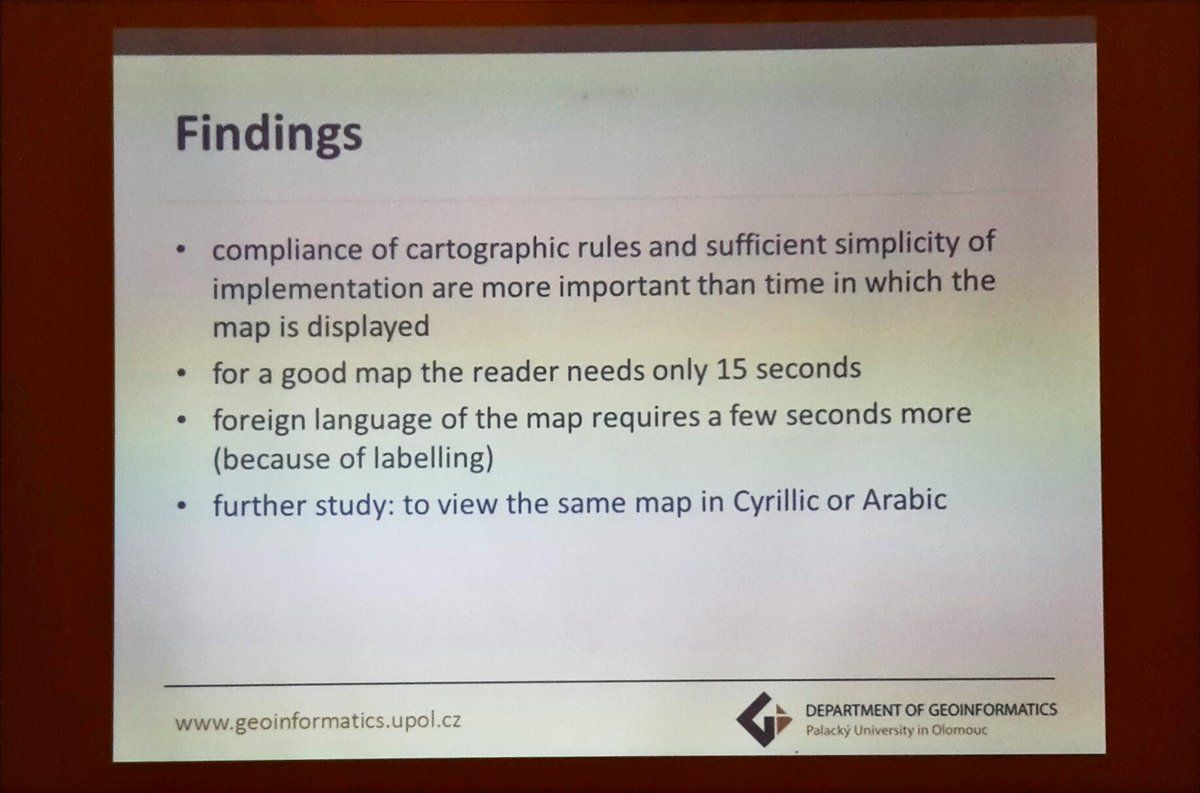 Findings
• compliance of cartographic rules and sufficient simplicity of
implementation are more important than time in which the
map is displayed
• for a good map the reader needs only 15 seconds
• foreign language of the map requires a few seconds more
(because of labelling)
• further study: to view the same map in Cyrillic or Arabic
www.geoinformatics.upol.cz
DEPARTMENT OF GEOINFORMATICS
Palacký University in Olomouc